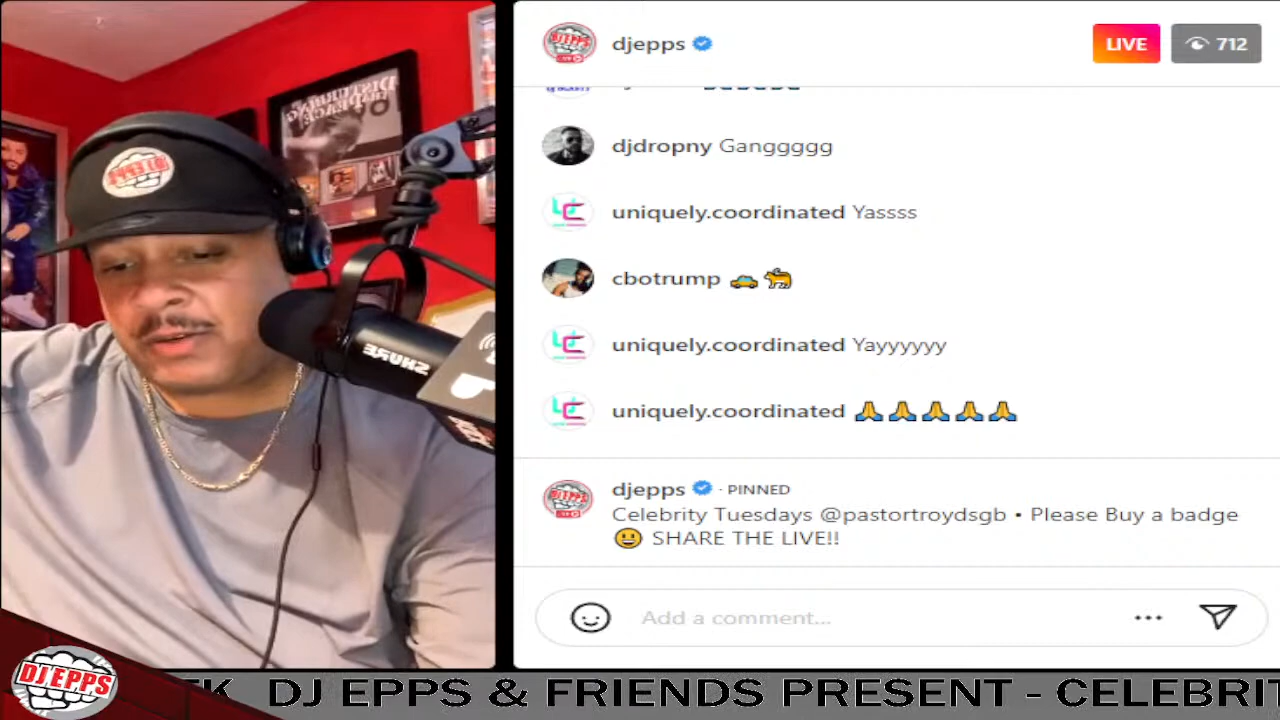 djepps
LIVE
712
djdropny Ganggggg
uniquely.coordinated Yassss
cbotrump 🚕🐅
uniquely.coordinated Yayyyyyy
uniquely.coordinated 🙏🙏🙏🙏🙏
djepps · PINNED
Celebrity Tuesdays @pastortroydsgb • Please Buy a badge
😀 SHARE THE LIVE!!
Add a comment...
SHURE
DJ EPPS
DJ EPPS & FRIENDS PRESENT - CELEBRIT